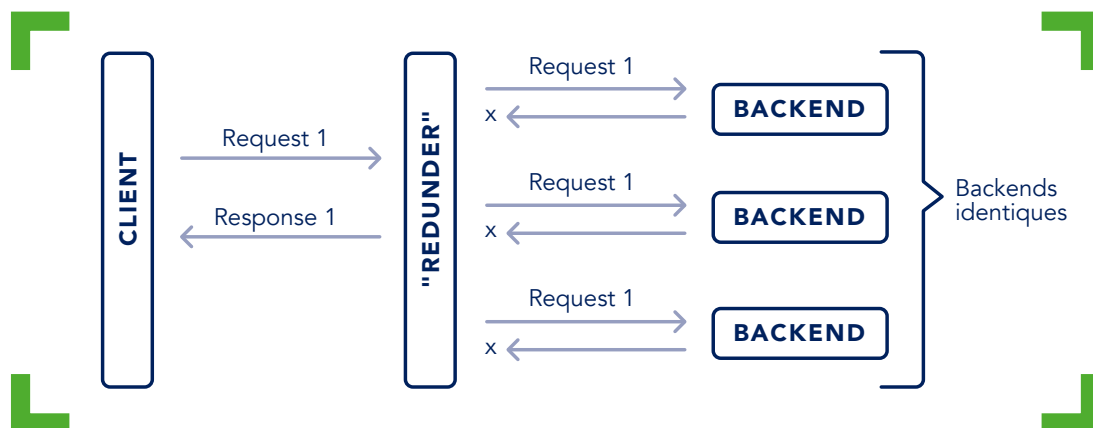 CLIENT
Request 1
Response 1
"REDUNDER"
Request 1
x
BACKEND
Request 1
x
BACKEND
Request 1
x
BACKEND
Backends
identiques